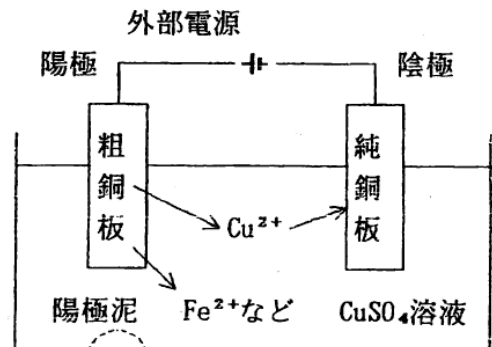 外部電源
陽極
陰極
粗銅板
純銅板
Cu²⁺
陽極泥
Fe²⁺など
CuSO₄溶液